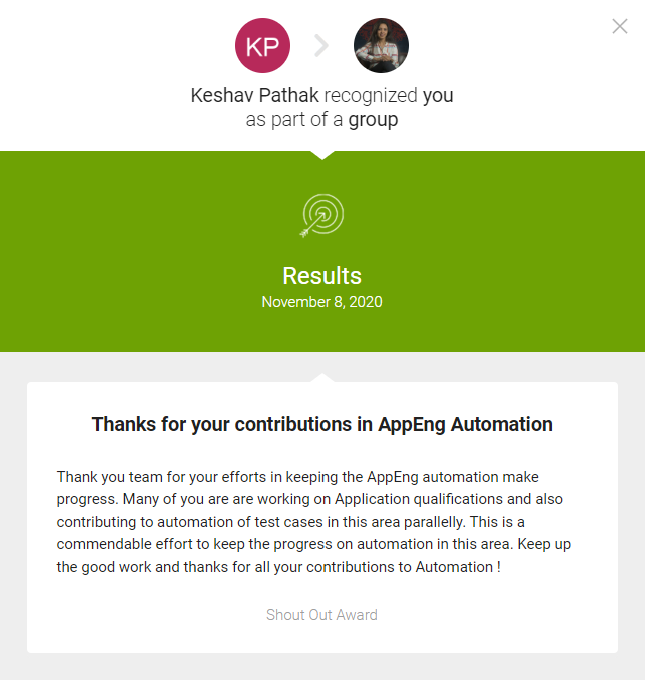 KP
Keshav Pathak recognized you
as part of a group
Results
November 8, 2020
Thanks for your contributions in AppEng Automation
Thank you team for your efforts in keeping the AppEng automation make
progress. Many of you are are working on Application qualifications and also
contributing to automation of test cases in this area parallelly. This is a
commendable effort to keep the progress on automation in this area. Keep up
the good work and thanks for all your contributions to Automation !
Shout Out Award